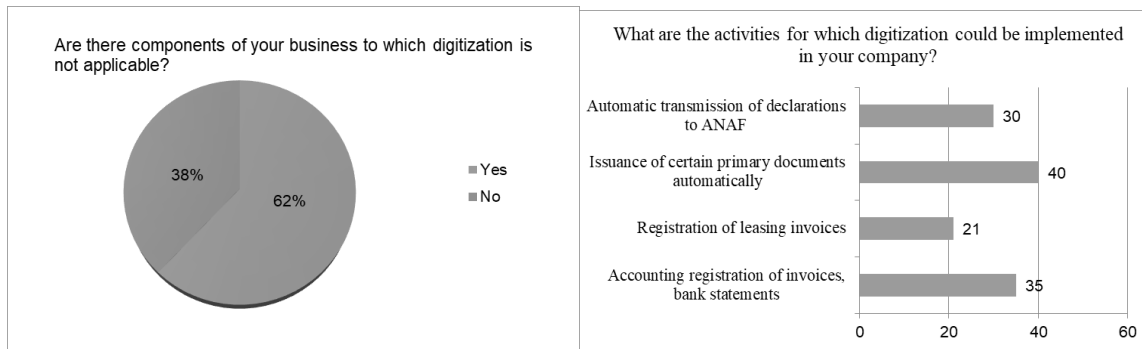 Are there components of your business to which digitization is
not applicable?
38%
62%
Yes
No
What are the activities for which digitization could be implemented
in your company?
Automatic transmission of declarations
to ANAF
30
Issuance of certain primary documents
automatically
40
Registration of leasing invoices
21
Accounting registration of invoices,
bank statements
35
0 20 40 60